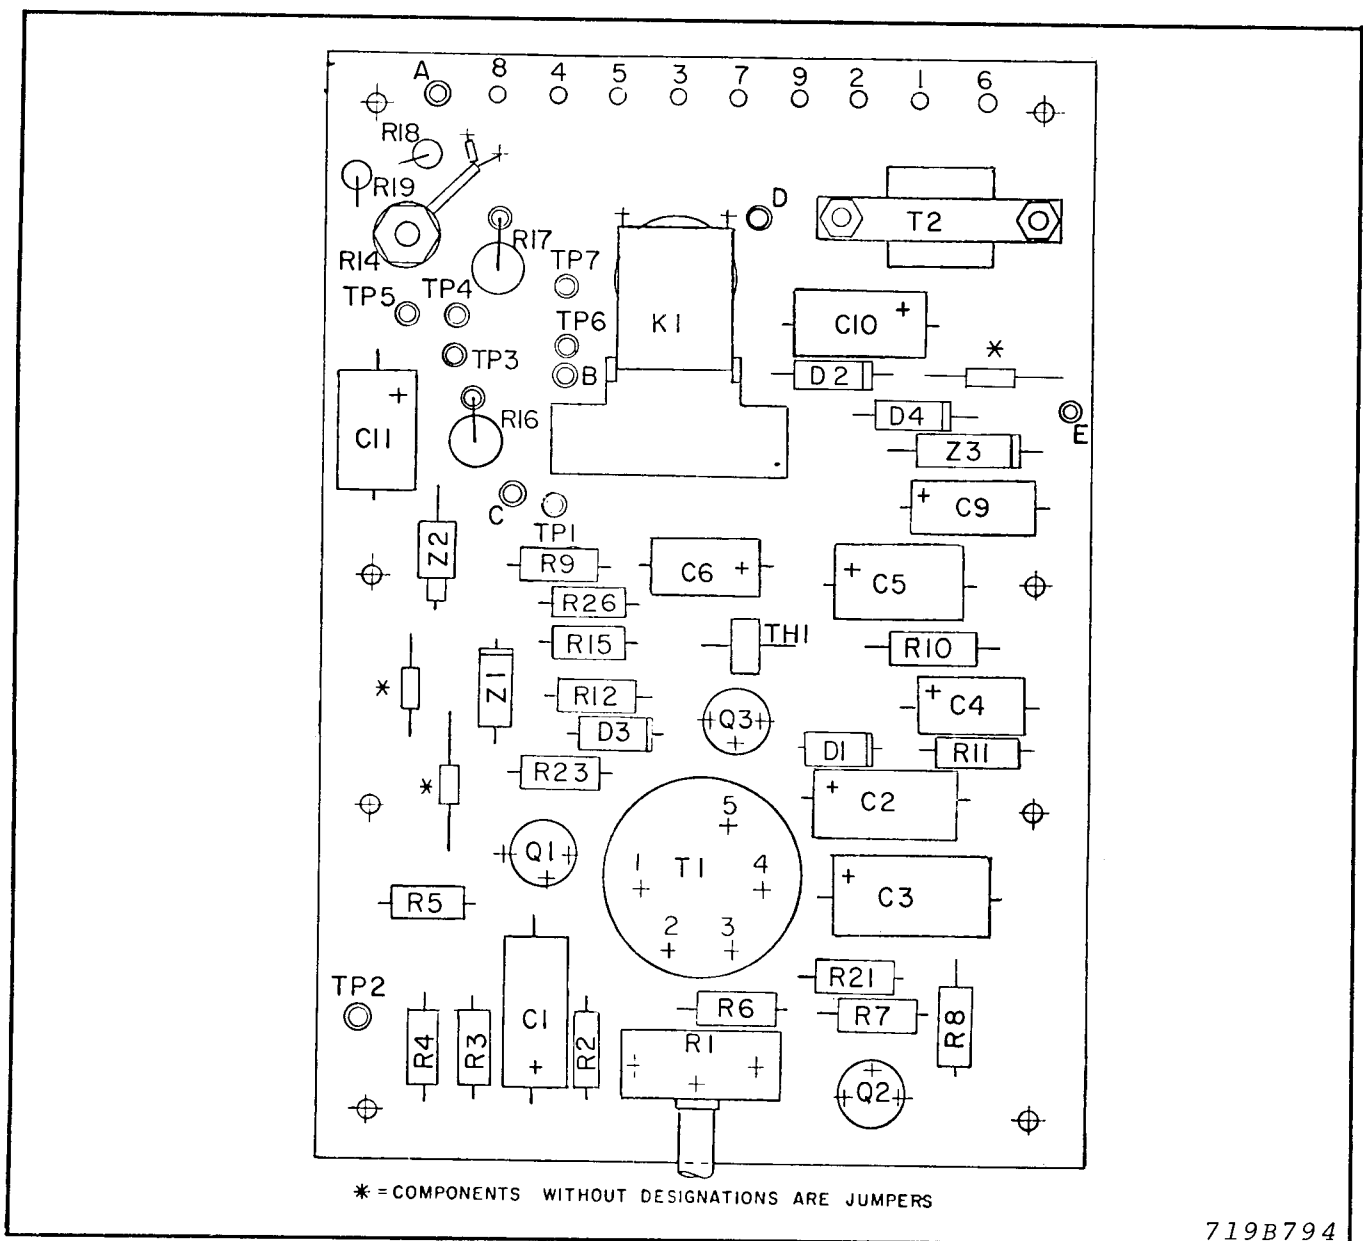 A 8 4 5 3 7 9 2 1 6
R18
R19
D
T2
R17
R14
TP7
TP5 TP4
+
C10
TP6
K1
*
TP3
B
D2
+
R16
D4
E
C11
Z3
+
C9
C
TP1
Z2
R9
C6 +
+
C5
R26
TH1
R15
R10
*
Z1
R12
+
C4
Q3
D3
D1
R11
R23
*
+
C2
5
Q1
1 T1 4
+
C3
R5
2 3
R21
TP2
R6
R7
R4
R3
C1
+
R2
R1
R8
Q2
* = COMPONENTS WITHOUT DESIGNATIONS ARE JUMPERS
719B794